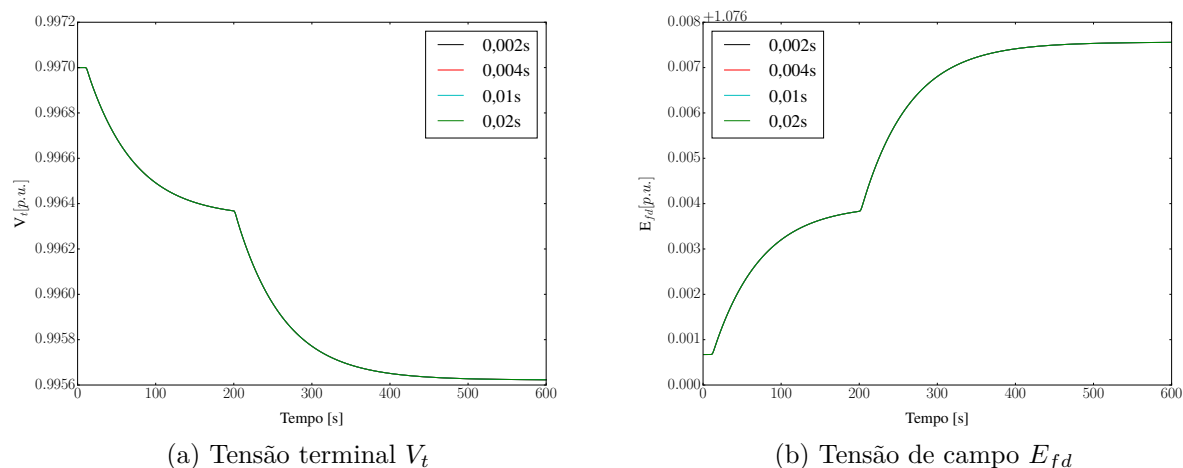 0.9972
0.9970
0.9968
0.9966
0.9964
0.9962
0.9960
0.9958
0.9956
V_t[p.u.]
0 100 200 300 400 500 600
Tempo [s]
0,002s
0,004s
0,01s
0,02s
(a) Tensão terminal V_t
+1.076
0.008
0.007
0.006
0.005
0.004
0.003
0.002
0.001
0.000
E_{fd}[p.u.]
0 100 200 300 400 500 600
Tempo [s]
0,002s
0,004s
0,01s
0,02s
(b) Tensão de campo E_{fd}